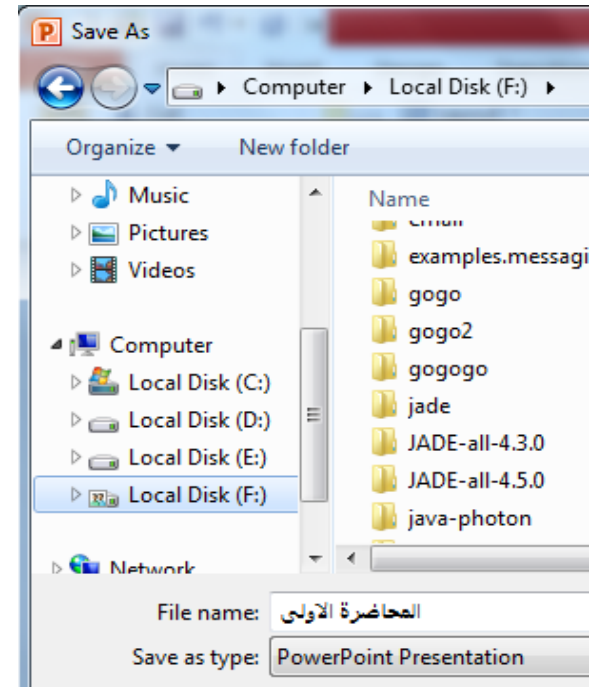 Save As
Computer Local Disk (F:)
Organize New folder
Music
Pictures
Videos
Computer
Local Disk (C:)
Local Disk (D:)
Local Disk (E:)
Local Disk (F:)
Network
Name
email
examples.messagi
gogo
gogo2
gogogo
jade
JADE-all-4.3.0
JADE-all-4.5.0
java-photon
File name: المحاضرة الاولى
Save as type: PowerPoint Presentation